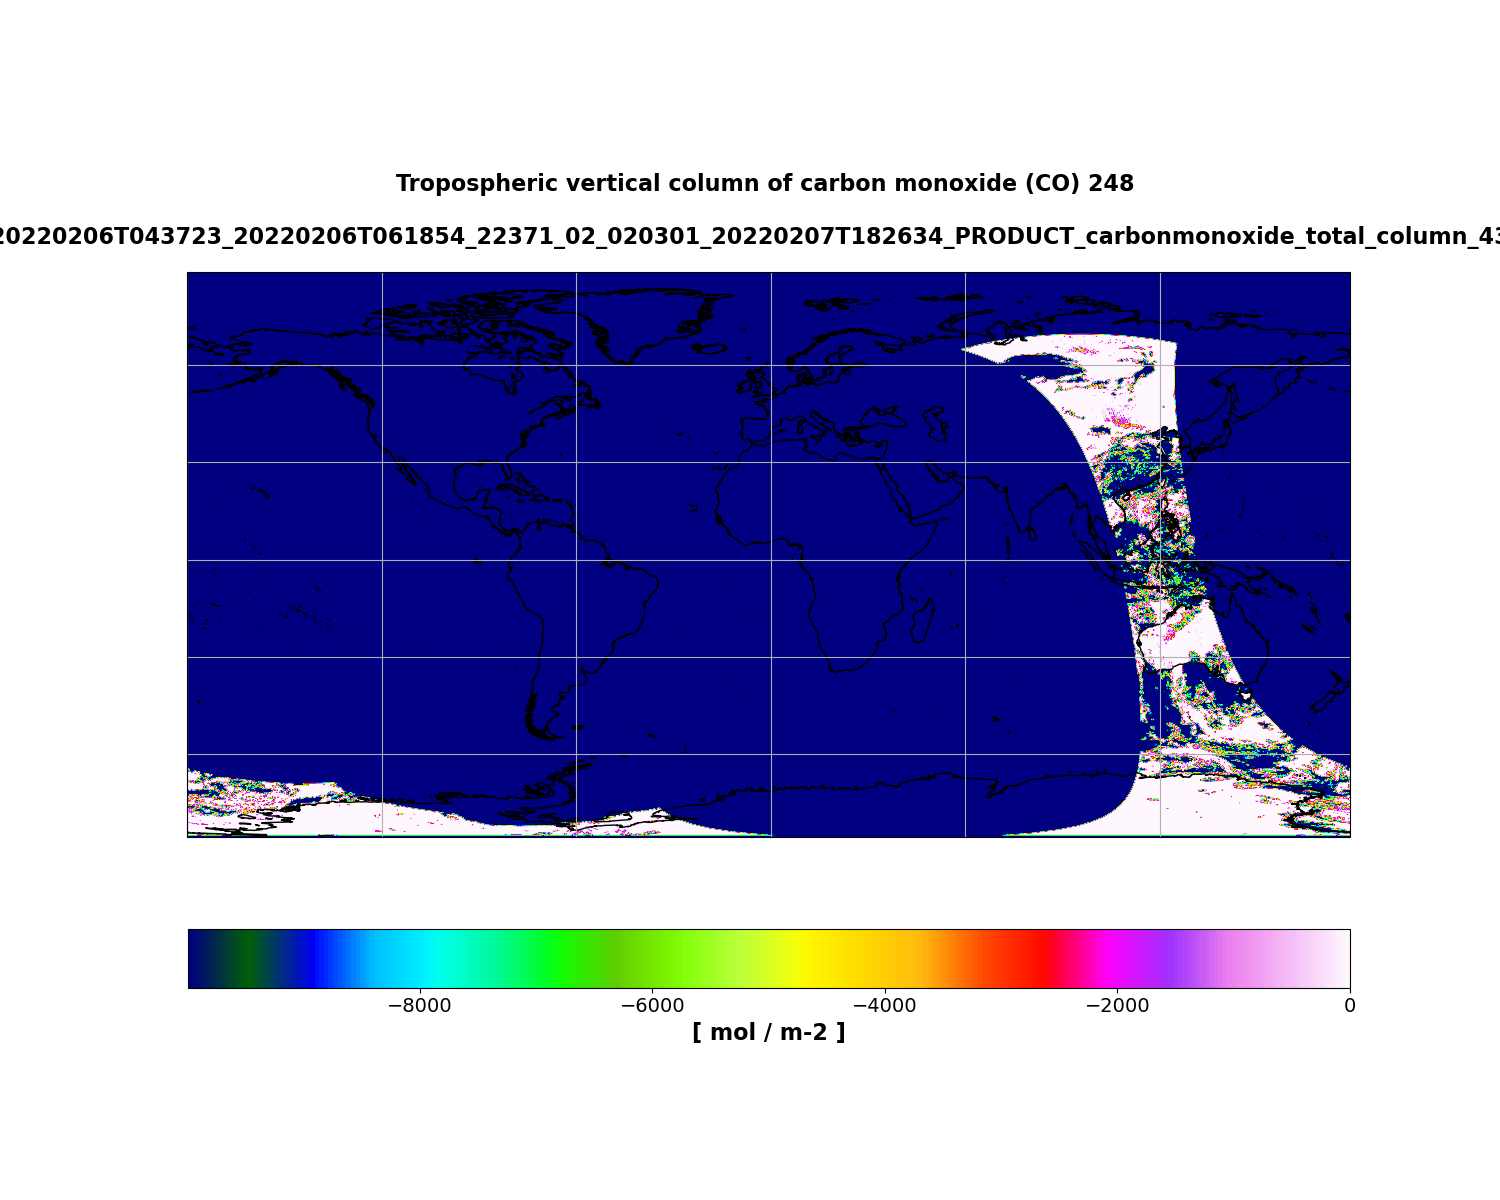 Tropospheric vertical column of carbon monoxide (CO) 248
20220206T043723_20220206T061854_22371_02_020301_20220207T182634_PRODUCT_carbonmonoxide_total_column_43
−8000 −6000 −4000 −2000 0
[ mol / m-2 ]